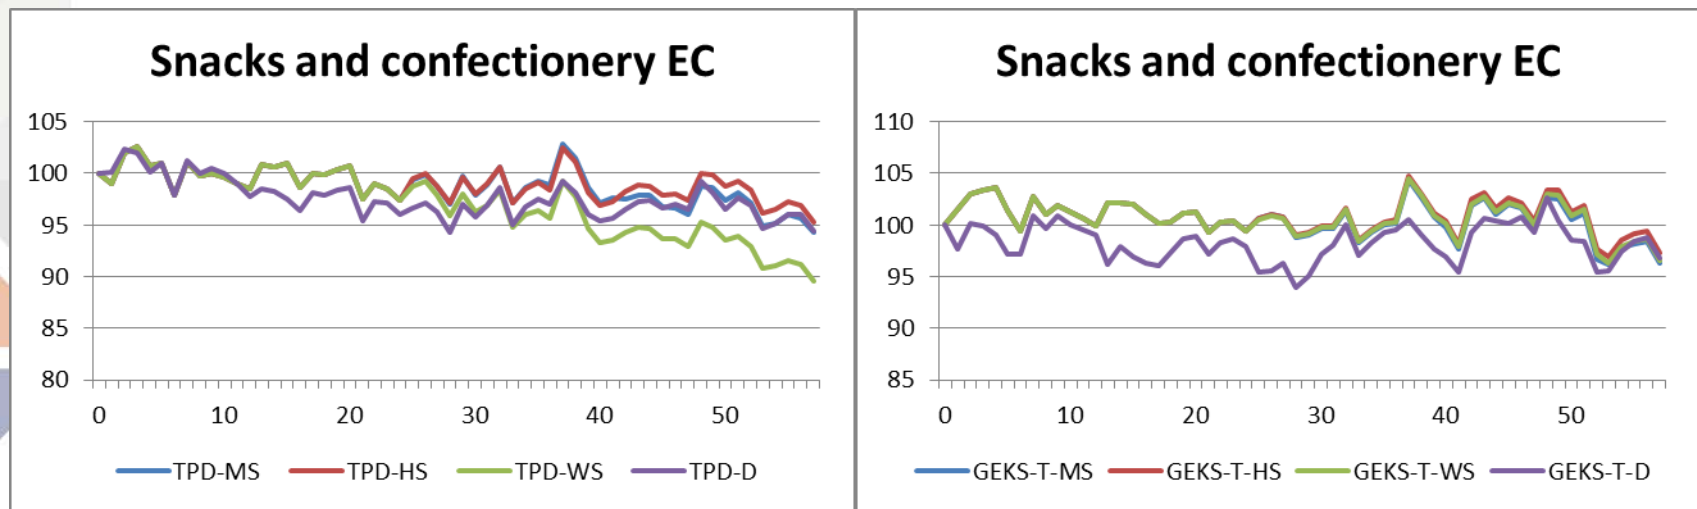 Snacks and confectionery EC
105
100
95
90
85
80
0 10 20 30 40 50
TPD-MS TPD-HS TPD-WS TPD-D
Snacks and confectionery EC
110
105
100
95
90
85
0 10 20 30 40 50
GEKS-T-MS GEKS-T-HS GEKS-T-WS GEKS-T-D